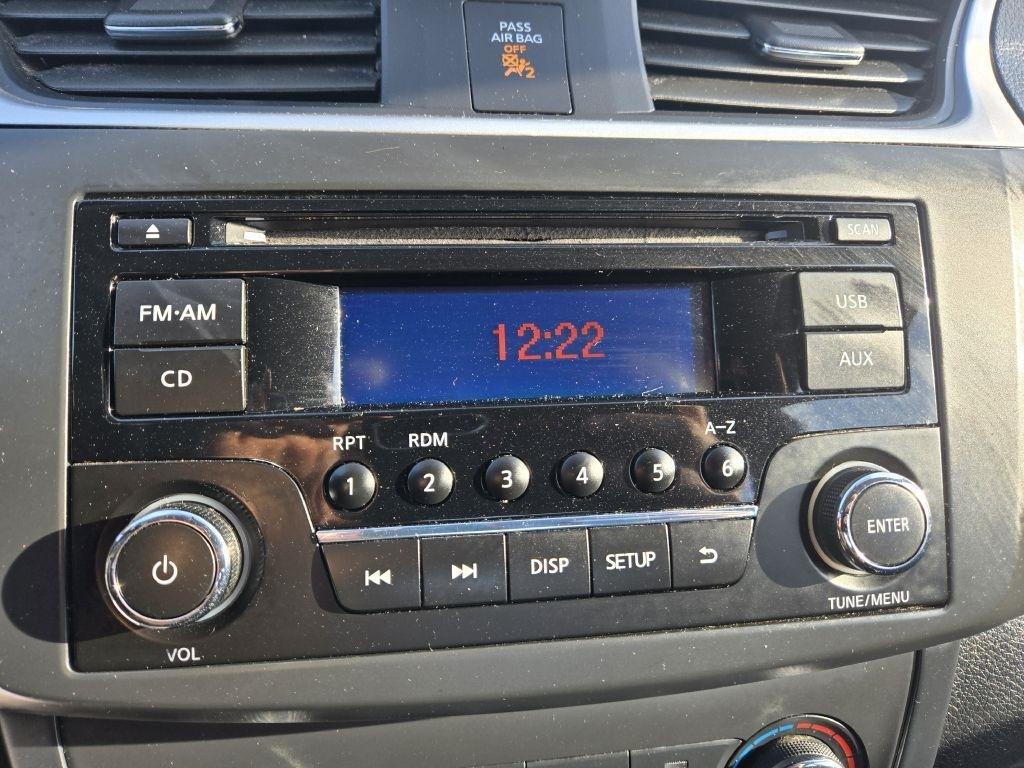 PASS
AIR BAG
OFF
2
SCAN
FM·AM
USB
12:22
CD
AUX
RPT RDM A-Z
1 2 3 4 5 6
ENTER
DISP SETUP
TUNE/MENU
VOL